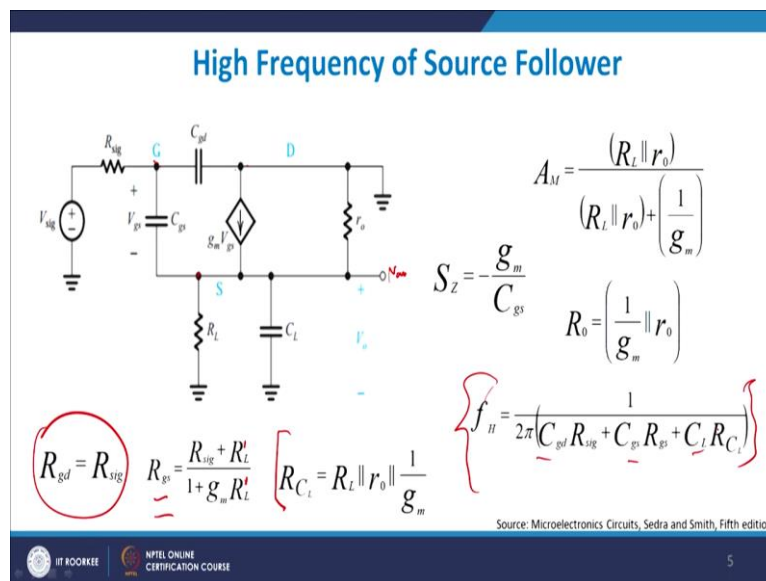 High Frequency of Source Follower
R_sig
G
C_gd
D
V_sig
+
V_gs
-
C_gs
g_m V_gs
r_o
S
R_L
C_L
+
V_o
-
A_M = (R_L || r_0) / ((R_L || r_0) + (1 / g_m))
S_Z = - g_m / C_gs
R_0 = (1 / g_m || r_0)
f_H = 1 / 2π(C_gd R_sig + C_gs R_gs + C_L R_C_L)
R_gd = R_sig
R_gs = (R_sig + R'_L) / (1 + g_m R'_L)
R_C_L = R_L || r_0 || 1 / g_m
Source: Microelectronics Circuits, Sedra and Smith, Fifth editio
IIT ROORKEE
NPTEL ONLINE
CERTIFICATION COURSE
5